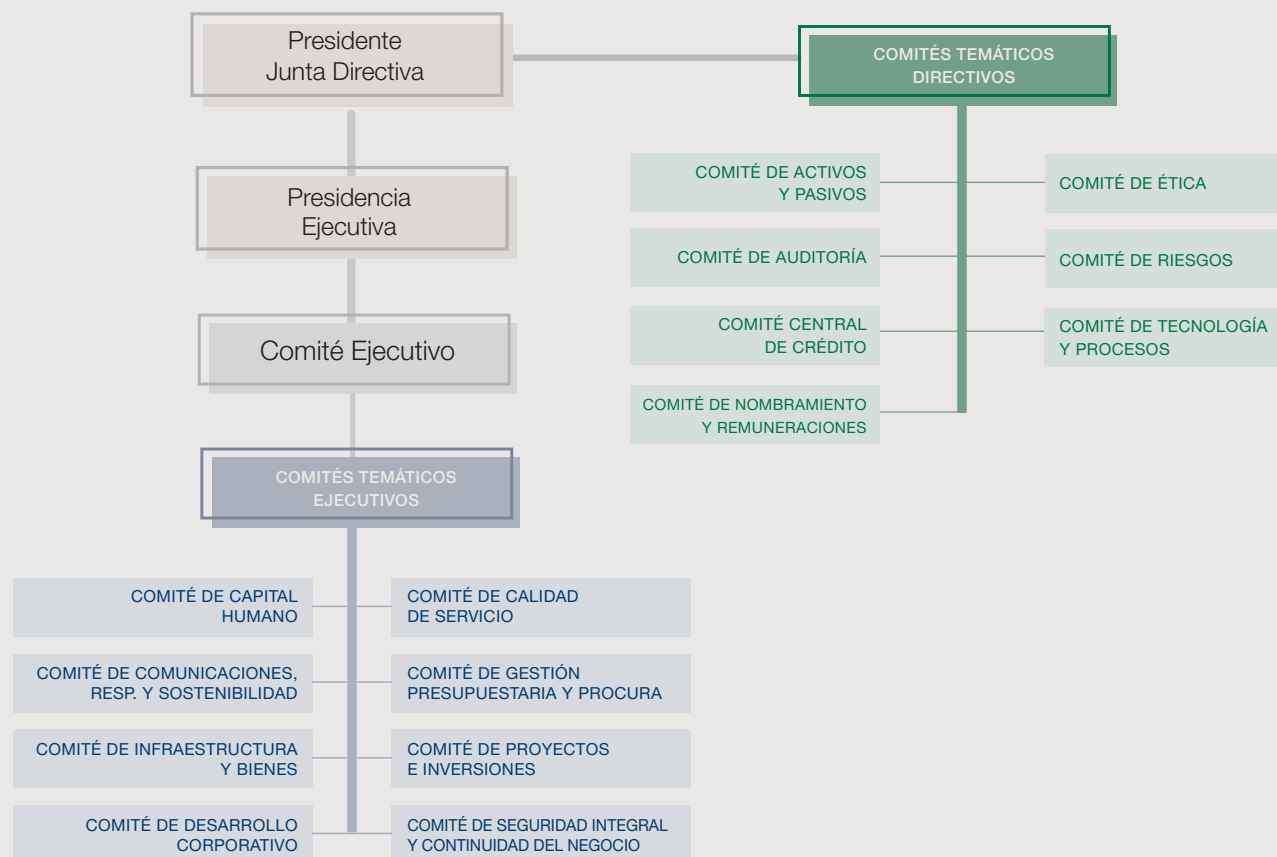 Presidente
Junta Directiva
COMITÉS TEMÁTICOS
DIRECTIVOS
COMITÉ DE ACTIVOS
Y PASIVOS
COMITÉ DE ÉTICA
Presidencia
Ejecutiva
COMITÉ DE AUDITORÍA
COMITÉ DE RIESGOS
COMITÉ CENTRAL
DE CRÉDITO
COMITÉ DE TECNOLOGÍA
Y PROCESOS
Comité Ejecutivo
COMITÉ DE NOMBRAMIENTO
Y REMUNERACIONES
COMITÉS TEMÁTICOS
EJECUTIVOS
COMITÉ DE CAPITAL
HUMANO
COMITÉ DE CALIDAD
DE SERVICIO
COMITÉ DE COMUNICACIONES,
RESP. Y SOSTENIBILIDAD
COMITÉ DE GESTIÓN
PRESUPUESTARIA Y PROCURA
COMITÉ DE INFRAESTRUCTURA
Y BIENES
COMITÉ DE PROYECTOS
E INVERSIONES
COMITÉ DE DESARROLLO
CORPORATIVO
COMITÉ DE SEGURIDAD INTEGRAL
Y CONTINUIDAD DEL NEGOCIO